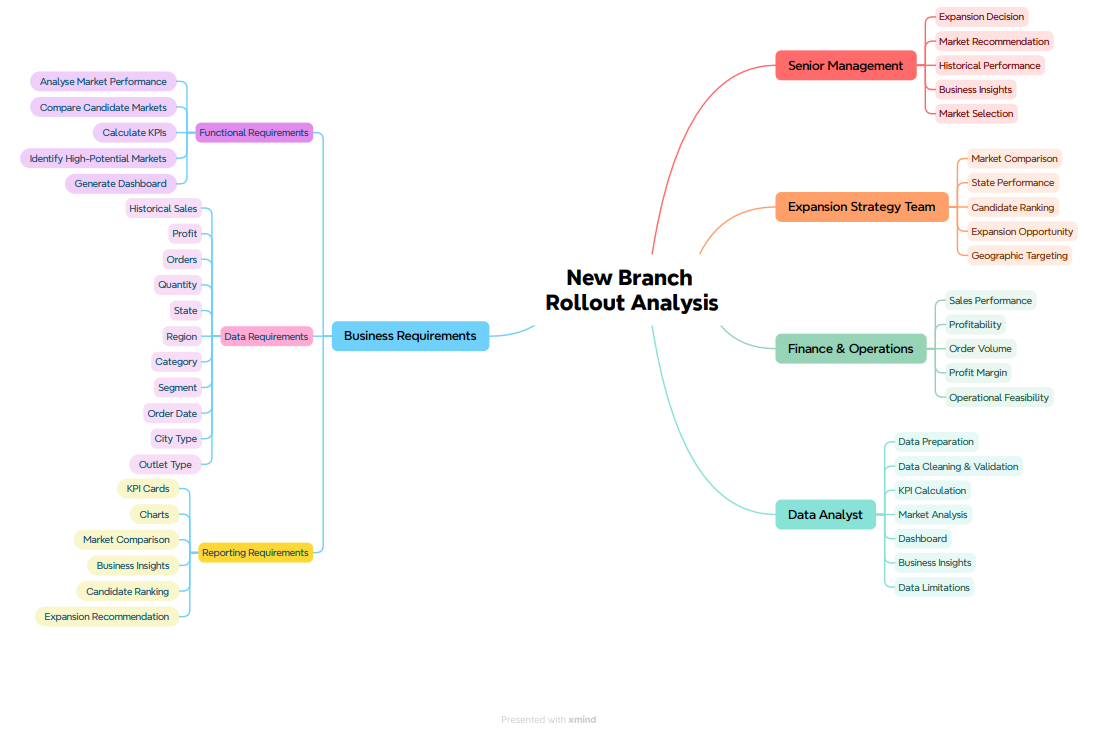 New Branch
Rollout Analysis
Senior Management
Expansion Decision
Market Recommendation
Historical Performance
Business Insights
Market Selection
Expansion Strategy Team
Market Comparison
State Performance
Candidate Ranking
Expansion Opportunity
Geographic Targeting
Finance & Operations
Sales Performance
Profitability
Order Volume
Profit Margin
Operational Feasibility
Data Analyst
Data Preparation
Data Cleaning & Validation
KPI Calculation
Market Analysis
Dashboard
Business Insights
Data Limitations
Business Requirements
Functional Requirements
Analyse Market Performance
Compare Candidate Markets
Calculate KPIs
Identify High-Potential Markets
Generate Dashboard
Data Requirements
Historical Sales
Profit
Orders
Quantity
State
Region
Category
Segment
Order Date
City Type
Outlet Type
Reporting Requirements
KPI Cards
Charts
Market Comparison
Business Insights
Candidate Ranking
Expansion Recommendation
Presented with xmind